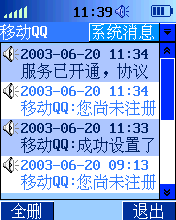 11:39
移动QQ 系统消息
2003-06-20 11:34
服务已开通，协议
2003-06-20 11:34
移动QQ:您尚未注册
2003-06-20 11:33
移动QQ:成功设置了
2003-06-20 09:13
移动QQ:您尚未注册
全删 退出